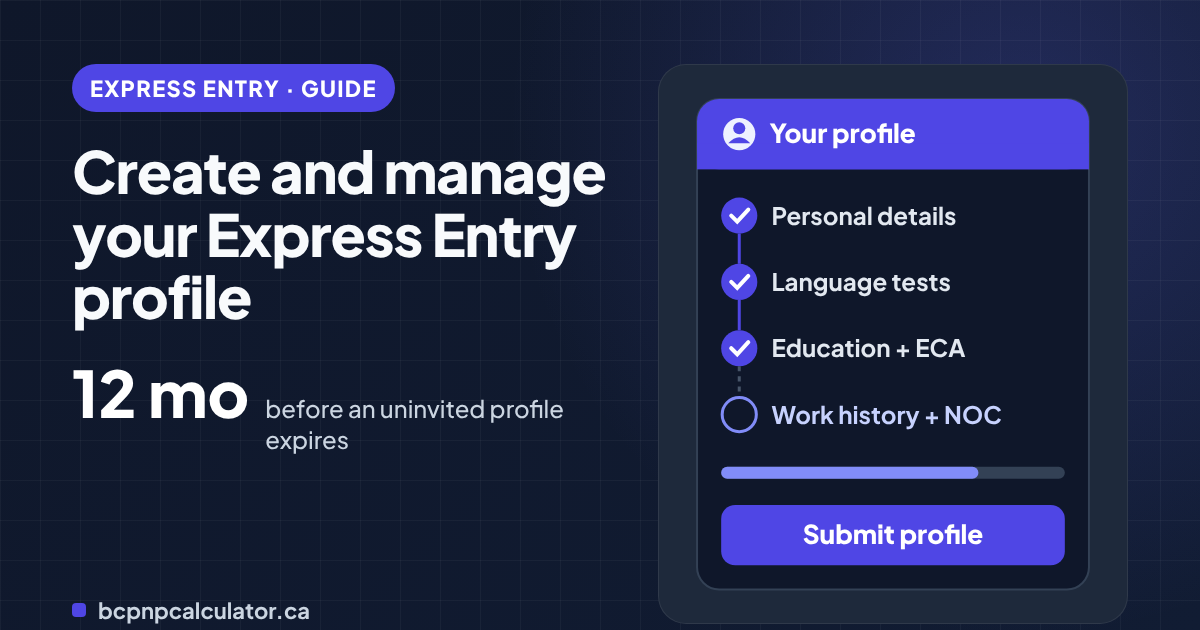 EXPRESS ENTRY · GUIDE
Create and manage
your Express Entry
profile
12 mo
before an uninvited profile
expires
bcpnpcalculator.ca
Your profile
Personal details
Language tests
Education + ECA
Work history + NOC
Submit profile